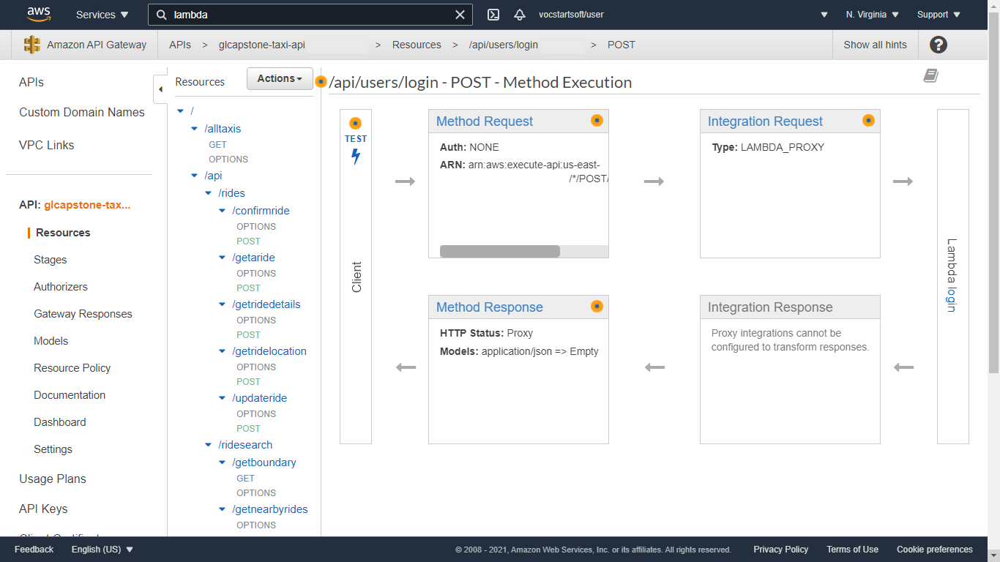 aws
Services
lambda
vocstartsoft/user
N. Virginia
Support
Amazon API Gateway
APIs > glcapstone-taxi-api > Resources > /api/users/login > POST
Show all hints
?
APIs
Custom Domain Names
VPC Links
API: glcapstone-tax...
Resources
Stages
Authorizers
Gateway Responses
Models
Resource Policy
Documentation
Dashboard
Settings
Usage Plans
API Keys
Resources
Actions
/
/alltaxis
GET
OPTIONS
/api
/rides
/confirmride
OPTIONS
POST
/getaride
OPTIONS
POST
/getridedetails
OPTIONS
POST
/getridelocation
OPTIONS
POST
/updateride
OPTIONS
POST
/ridesearch
/getboundary
GET
OPTIONS
/getnearbyrides
OPTIONS
/api/users/login - POST - Method Execution
TEST
Client
Method Request
Auth: NONE
ARN: arn:aws:execute-api:us-east-
/*/POST/
Integration Request
Type: LAMBDA_PROXY
Lambda login
Method Response
HTTP Status: Proxy
Models: application/json => Empty
Integration Response
Proxy integrations cannot be
configured to transform responses.
Feedback
English (US)
© 2008 - 2021, Amazon Web Services, Inc. or its affiliates. All rights reserved.
Privacy Policy
Terms of Use
Cookie preferences